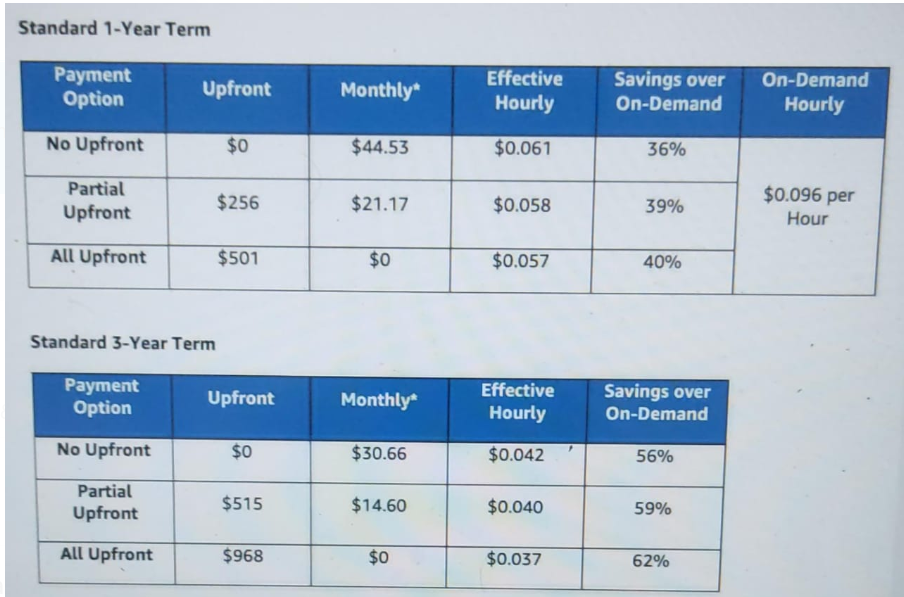 Standard 1-Year Term
Payment Option Upfront Monthly* Effective Hourly Savings over On-Demand On-Demand Hourly
No Upfront $0 $44.53 $0.061 36%
Partial Upfront $256 $21.17 $0.058 39% $0.096 per Hour
All Upfront $501 $0 $0.057 40%
Standard 3-Year Term
Payment Option Upfront Monthly* Effective Hourly Savings over On-Demand
No Upfront $0 $30.66 $0.042 56%
Partial Upfront $515 $14.60 $0.040 59%
All Upfront $968 $0 $0.037 62%